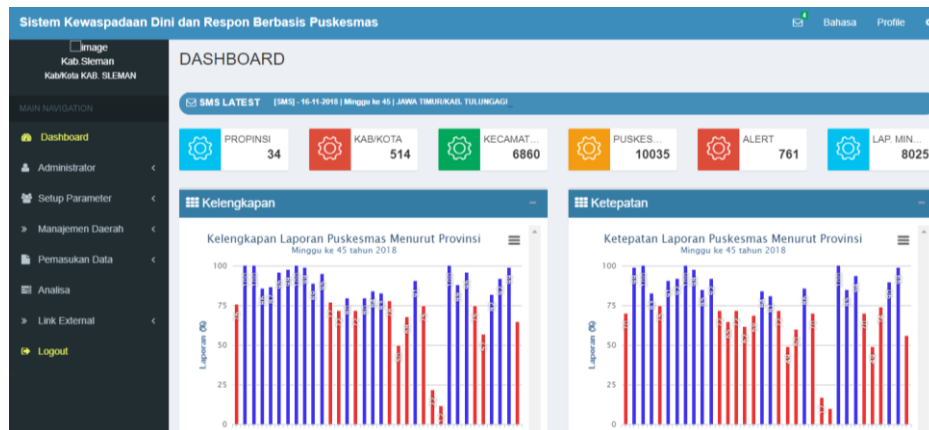 Sistem Kewaspadaan Dini dan Respon Berbasis Puskesmas
4
Bahasa
Profile
image
Kab.Sleman
Kab/Kota KAB. SLEMAN
MAIN NAVIGATION
Dashboard
Administrator
Setup Parameter
Manajemen Daerah
Pemasukan Data
Analisa
Link External
Logout
DASHBOARD
SMS LATEST [SMS] - 16-11-2018 | Minggu ke 45 | JAWA TIMUR/KAB. TULUNGAGI
PROPINSI
34
KAB/KOTA
514
KECAMAT...
6860
PUSKES...
10035
ALERT
761
LAP. MIN...
8025
Kelengkapan
Kelengkapan Laporan Puskesmas Menurut Provinsi
Minggu ke 45 tahun 2018
Laporan (%)
100
75
50
25
0
Ketepatan
Ketepatan Laporan Puskesmas Menurut Provinsi
Minggu ke 45 tahun 2018
Laporan (%)
100
75
50
25
0